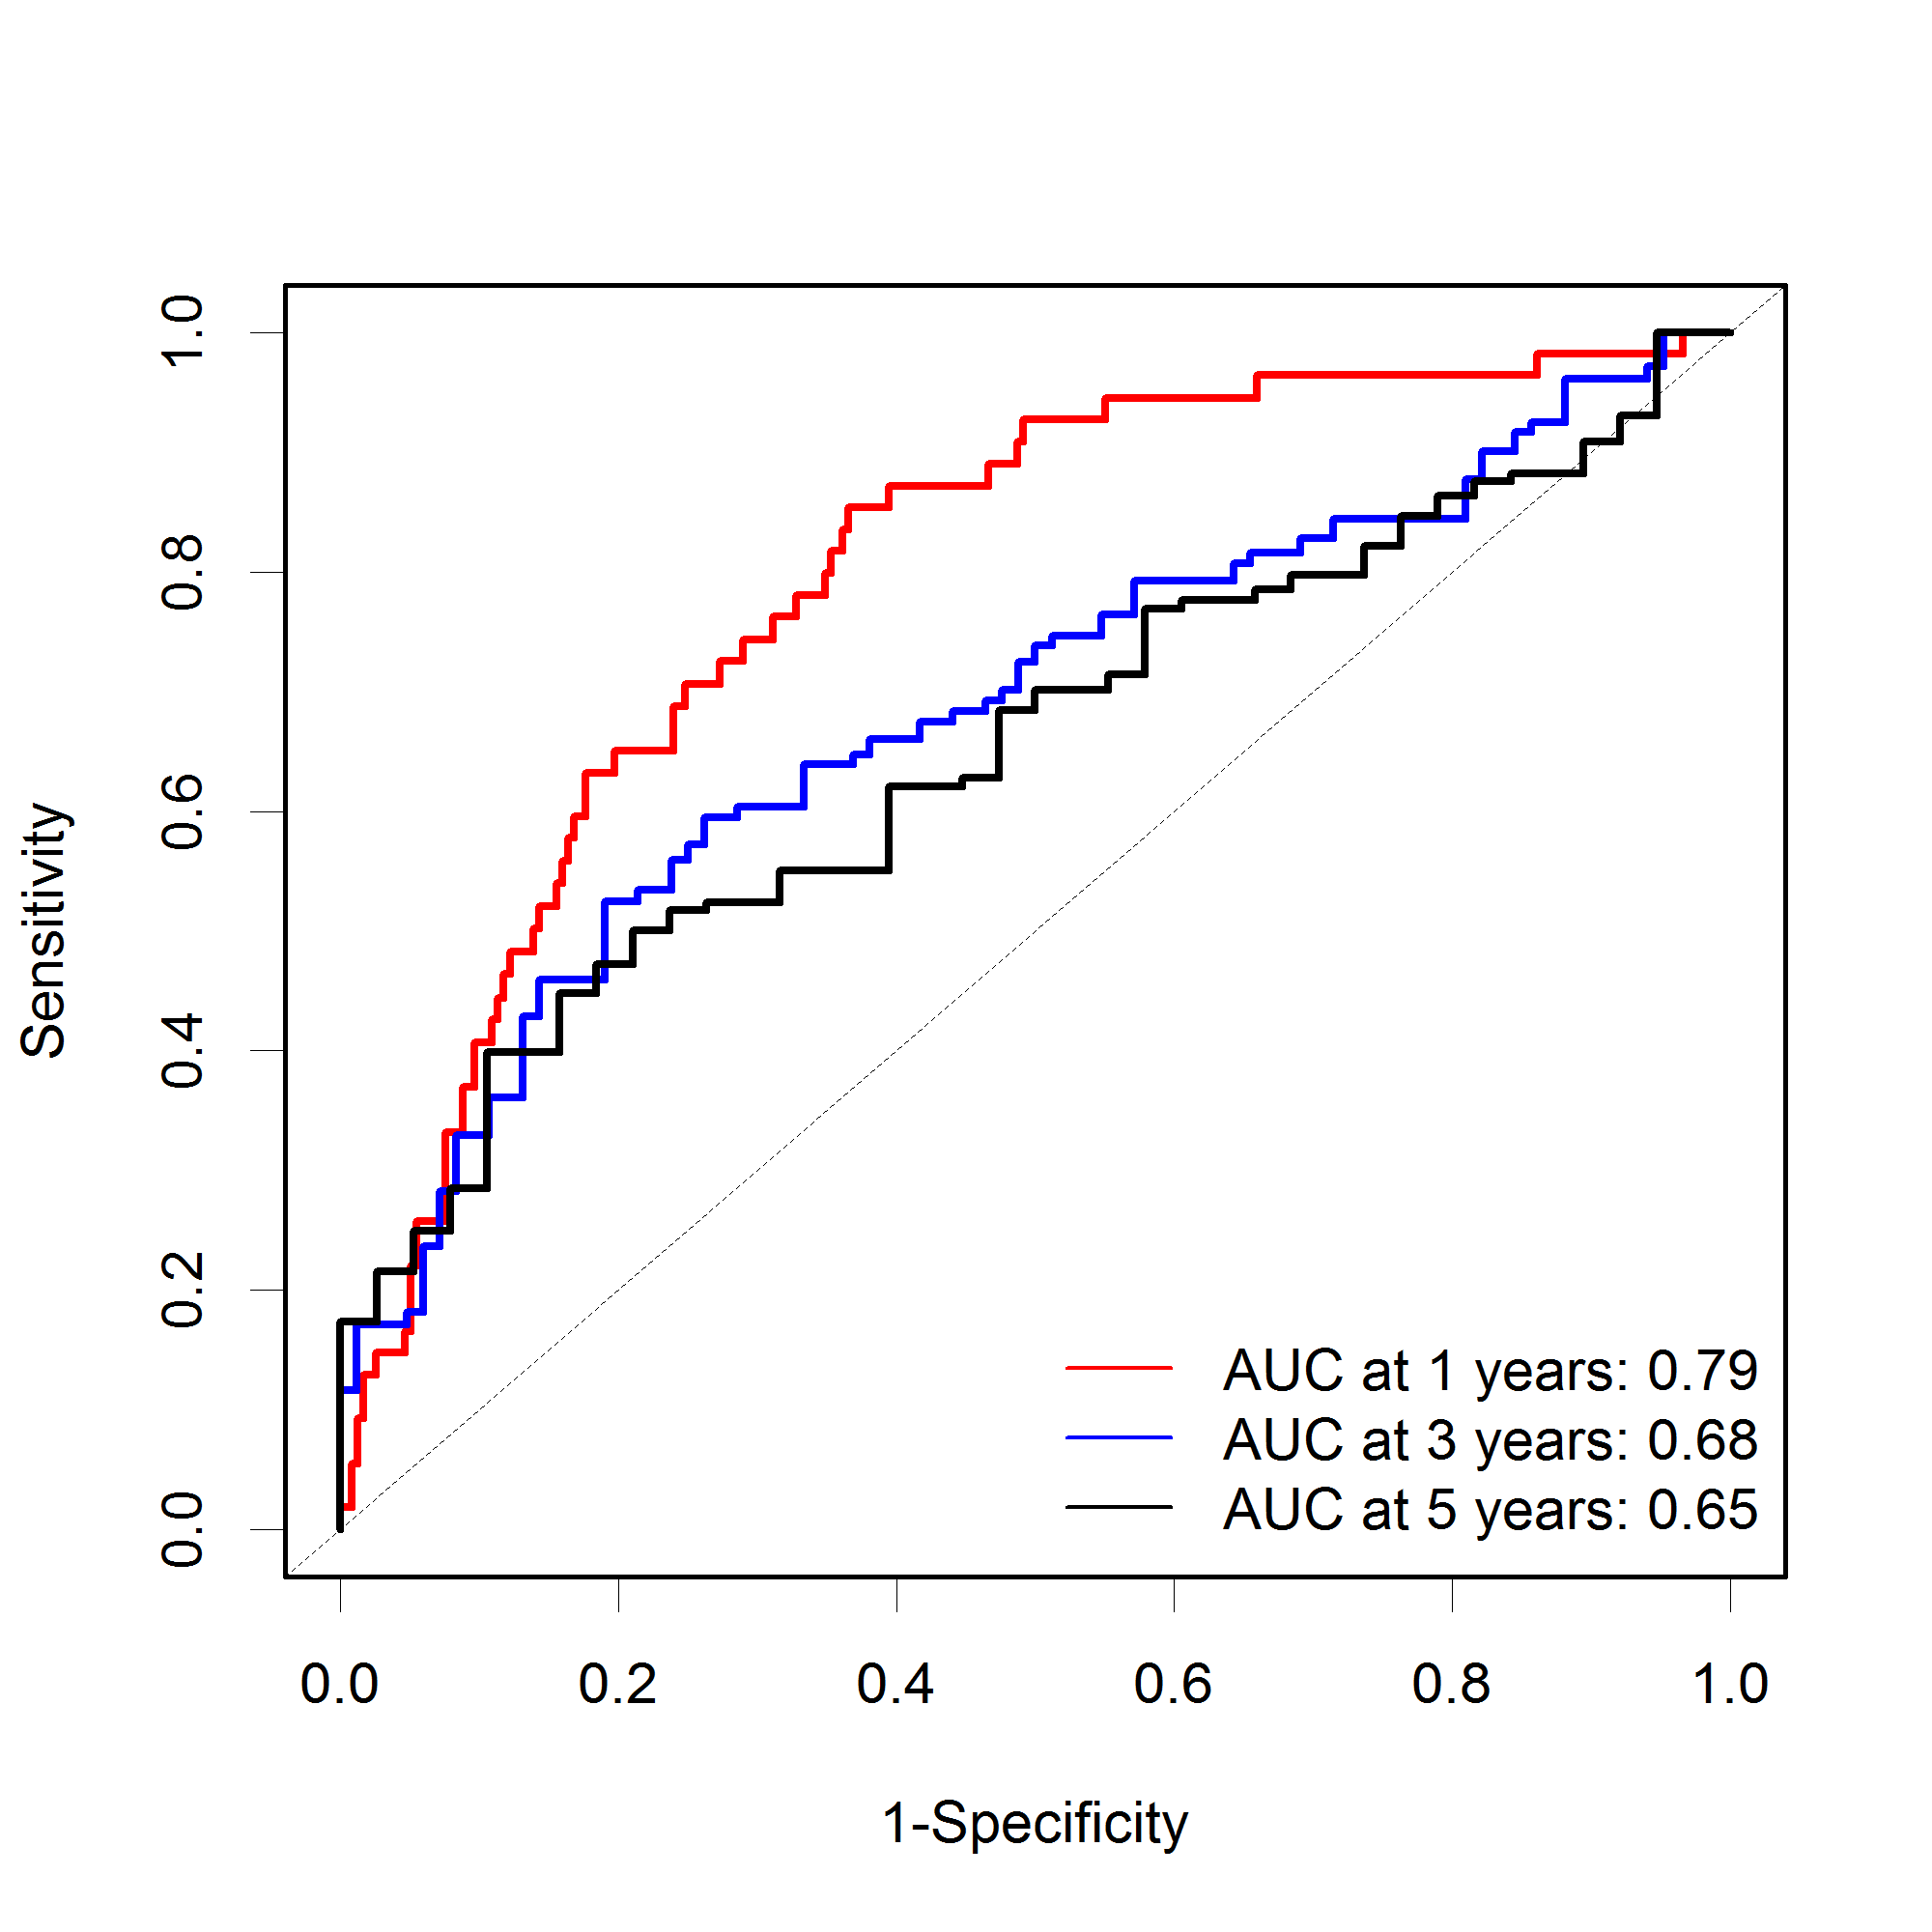 1.0
0.8
0.6
0.4
0.2
0.0
Sensitivity
AUC at 1 years: 0.79
AUC at 3 years: 0.68
AUC at 5 years: 0.65
0.0 0.2 0.4 0.6 0.8 1.0
1-Specificity